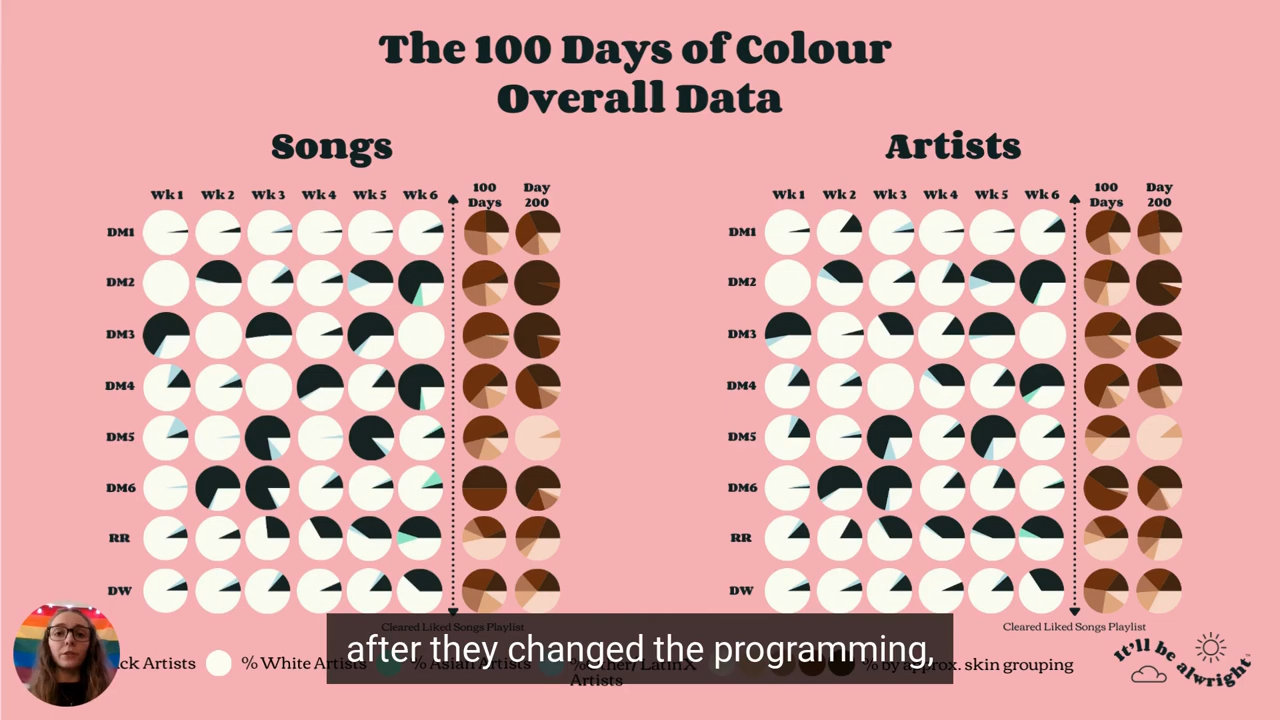 The 100 Days of Colour
Overall Data
Songs
Artists
Wk 1 Wk 2 Wk 3 Wk 4 Wk 5 Wk 6 100 Days Day 200
Wk 1 Wk 2 Wk 3 Wk 4 Wk 5 Wk 6 100 Days Day 200
DM1 DM1
DM2 DM2
DM3 DM3
DM4 DM4
DM5 DM5
DM6 DM6
RR RR
DW DW
Cleared Liked Songs Playlist Cleared Liked Songs Playlist
after they changed the programming,
Artists % White Artists % Asian Artists LatinX % by approx. skin grouping
Artists
It'll be alwright